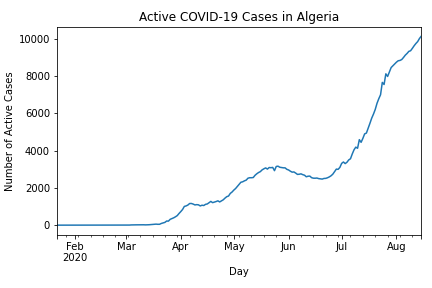 Active COVID-19 Cases in Algeria
10000
8000
6000
4000
2000
0
Number of Active Cases
Feb Mar Apr May Jun Jul Aug
2020
Day